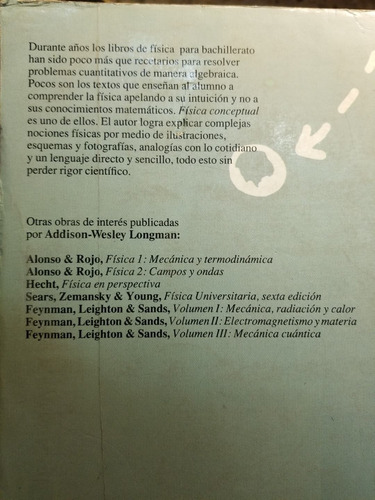 Durante años los libros de física para bachillerato
han sido poco más que recetarios para resolver
problemas cuantitativos de manera algebraica.
Pocos son los textos que enseñan al alumno a
comprender la física apelando a su intuición y no a
sus conocimientos matemáticos. Física conceptual
es uno de ellos. El autor logra explicar complejas
nociones físicas por medio de ilustraciones,
esquemas y fotografías, analogías con lo cotidiano
y un lenguaje directo y sencillo, todo esto sin
perder rigor científico.
Otras obras de interés publicadas
por Addison-Wesley Longman:
Alonso & Rojo, Física 1: Mecánica y termodinámica
Alonso & Rojo, Física 2: Campos y ondas
Hecht, Física en perspectiva
Sears, Zemansky & Young, Física Universitaria, sexta edición
Feynman, Leighton & Sands, Volumen I: Mecánica, radiación y calor
Feynman, Leighton & Sands, Volumen II: Electromagnetismo y materia
Feynman, Leighton & Sands, Volumen III: Mecánica cuántica